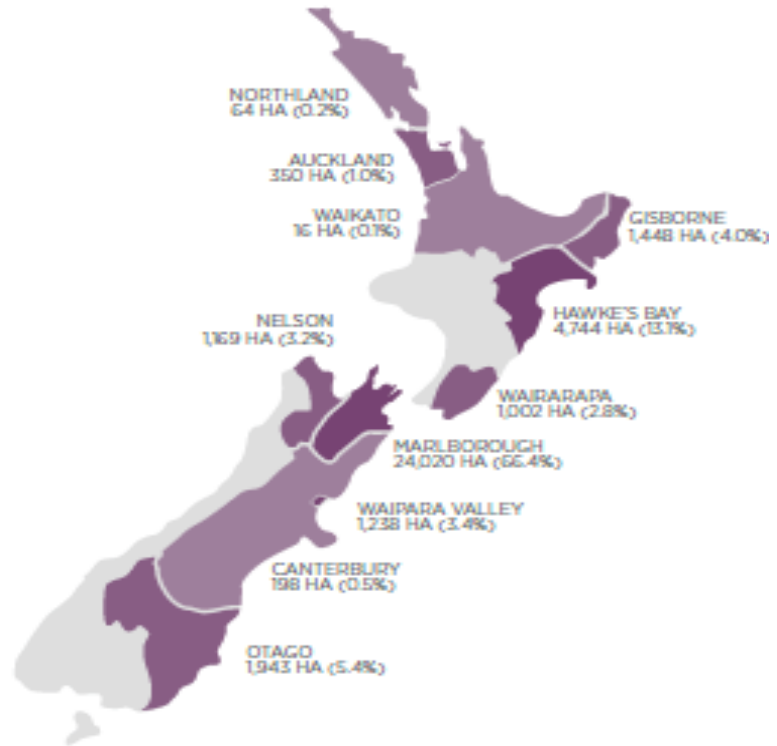 NORTHLAND
64 HA (0.2%)
AUCKLAND
350 HA (1.0%)
WAIKATO
16 HA (0.1%)
GISBORNE
1,448 HA (4.0%)
HAWKE'S BAY
4,744 HA (13.1%)
NELSON
1,169 HA (3.2%)
WAIRARAPA
1,002 HA (2.8%)
MARLBOROUGH
24,020 HA (66.4%)
WAIPARA VALLEY
1,238 HA (3.4%)
CANTERBURY
198 HA (0.5%)
OTAGO
1,943 HA (5.4%)